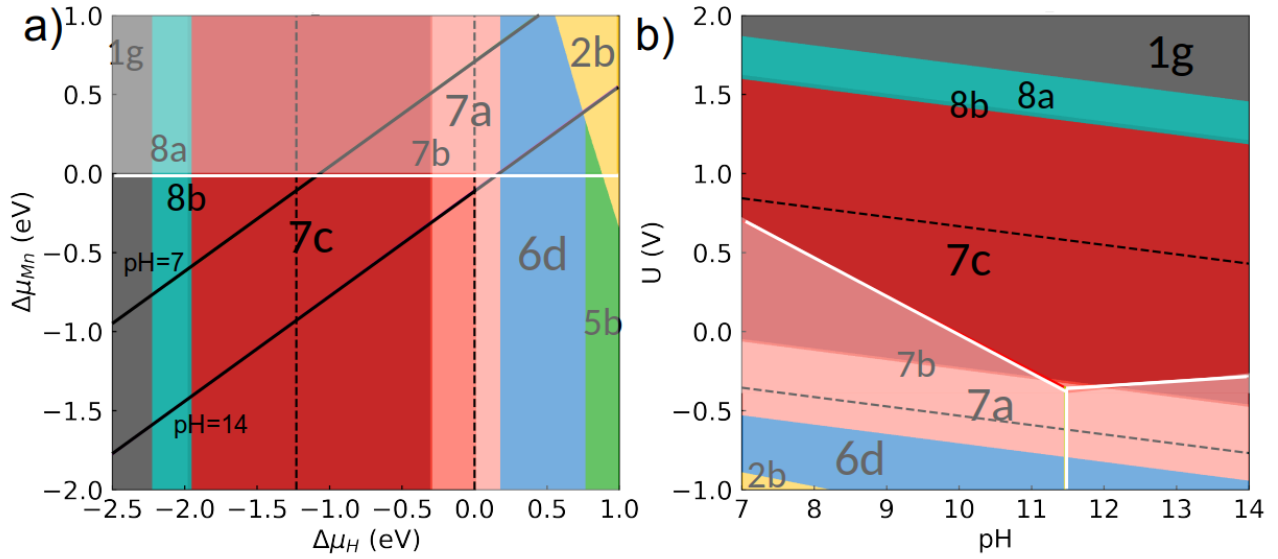 a)
1.0
0.5
0.0
−0.5
−1.0
−1.5
−2.0
Δμ_Mn (eV)
1g
8a
8b
7c
7b
7a
6d
2b
5b
pH=7
pH=14
−2.5 −2.0 −1.5 −1.0 −0.5 0.0 0.5 1.0
Δμ_H (eV)
b)
2.0
1.5
1.0
0.5
0.0
−0.5
−1.0
U (V)
1g
8a
8b
7c
7b
7a
6d
2b
7 8 9 10 11 12 13 14
pH